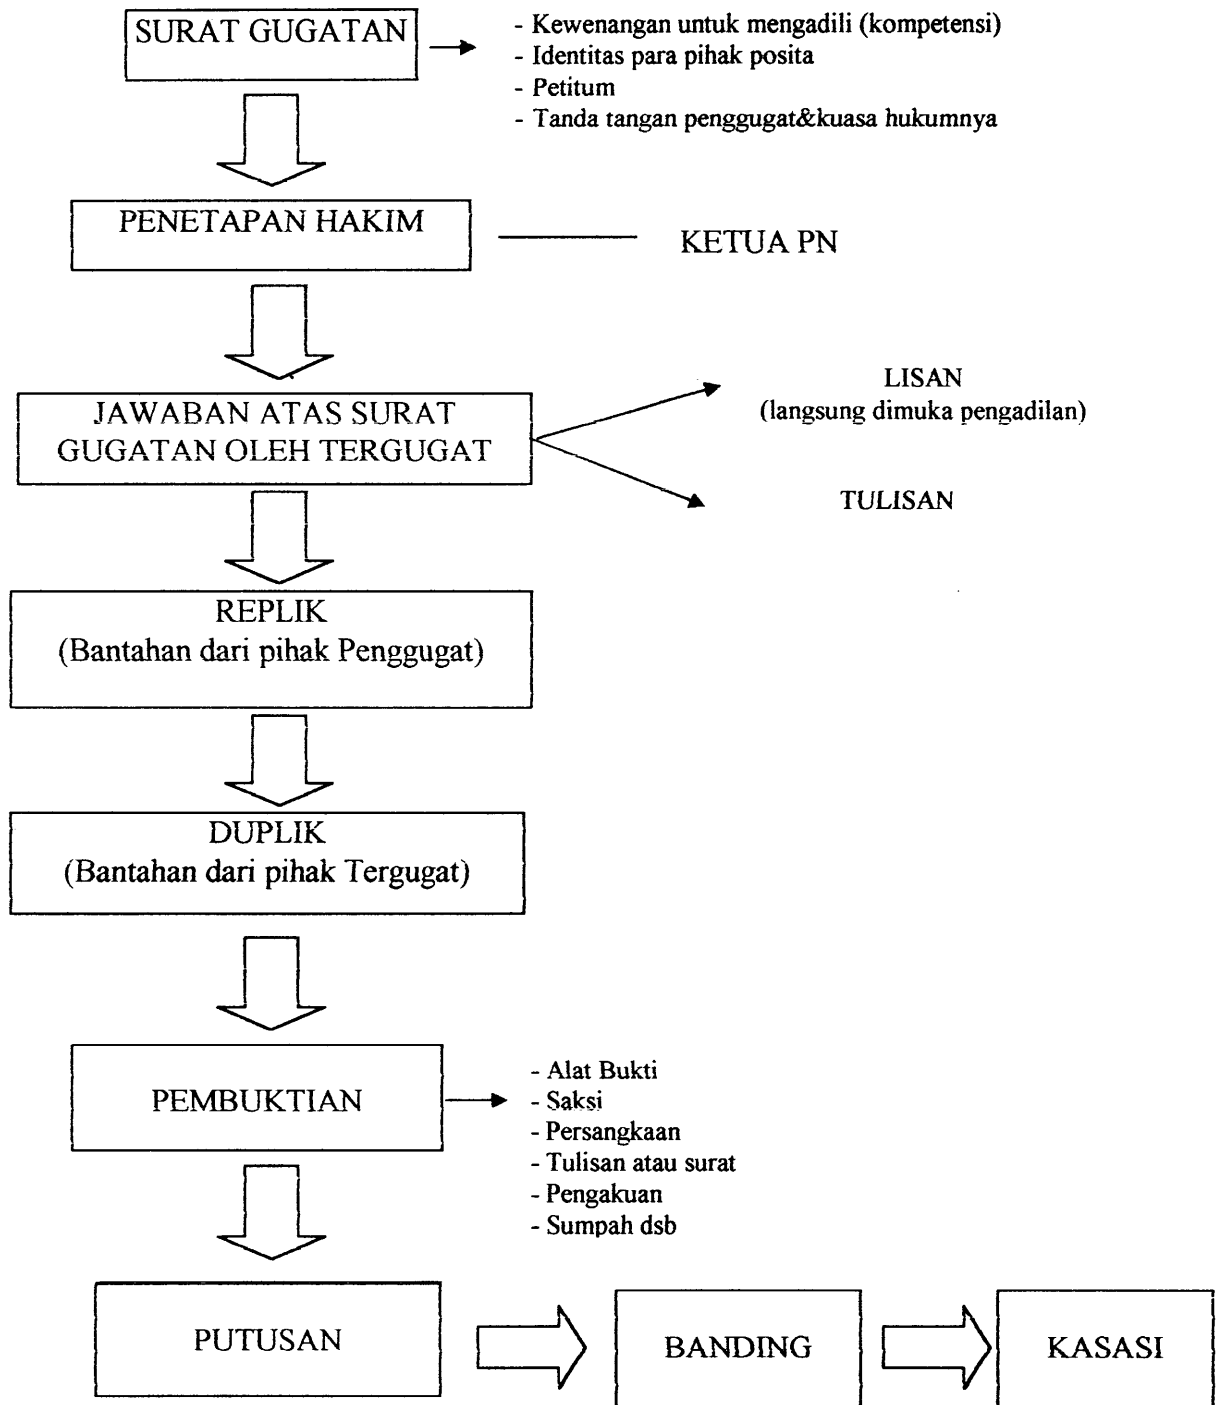 SURAT GUGATAN
- Kewenangan untuk mengadili (kompetensi)
- Identitas para pihak posita
- Petitum
- Tanda tangan penggugat&kuasa hukumnya
PENETAPAN HAKIM
KETUA PN
JAWABAN ATAS SURAT
GUGATAN OLEH TERGUGAT
LISAN
(langsung dimuka pengadilan)
TULISAN
REPLIK
(Bantahan dari pihak Penggugat)
DUPLIK
(Bantahan dari pihak Tergugat)
PEMBUKTIAN
- Alat Bukti
- Saksi
- Persangkaan
- Tulisan atau surat
- Pengakuan
- Sumpah dsb
PUTUSAN
BANDING
KASASI